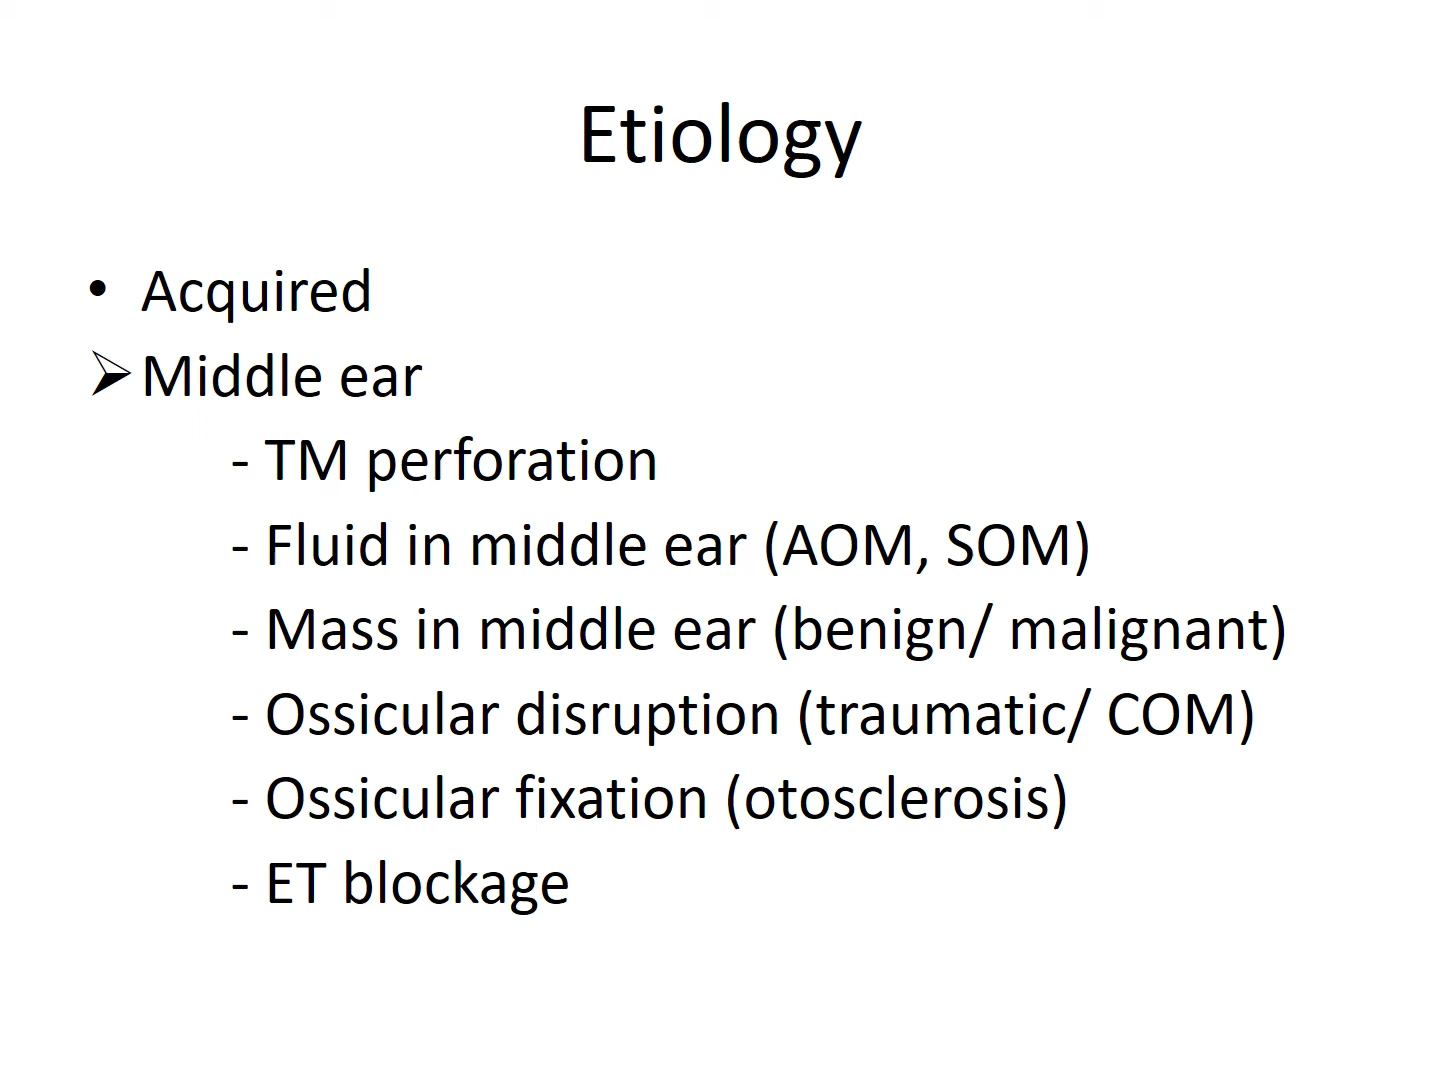 Etiology
• Acquired
➢ Middle ear
- TM perforation
- Fluid in middle ear (AOM, SOM)
- Mass in middle ear (benign/ malignant)
- Ossicular disruption (traumatic/ COM)
- Ossicular fixation (otosclerosis)
- ET blockage